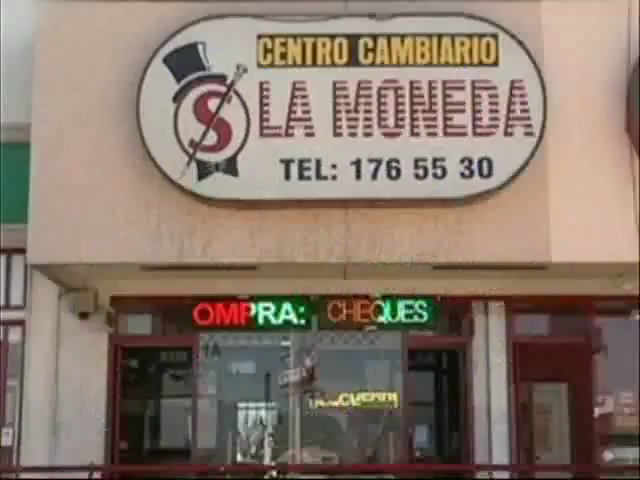 CENTRO CAMBIARIO
$ LA MONEDA
TEL: 176 55 30
OMPRA: CHEQUES